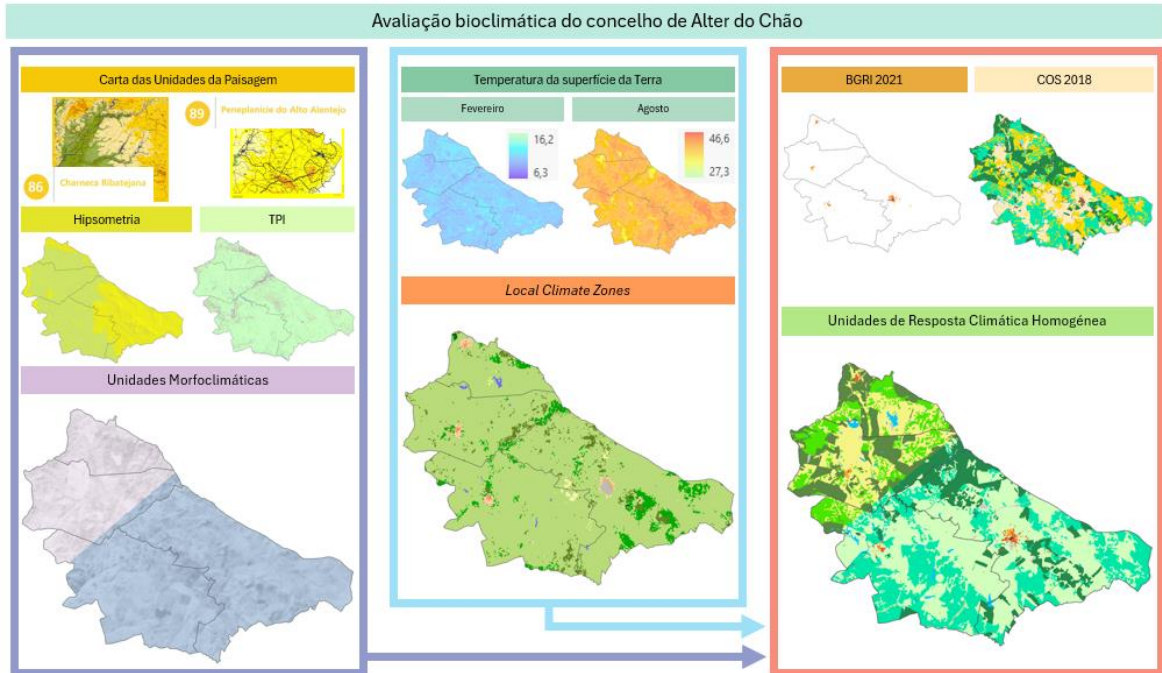 Avaliação bioclimática do concelho de Alter do Chão
Carta das Unidades da Paisagem
89
Peneplanície do Alto Alentejo
86
Charneca Ribatejana
Hipsometria
TPI
Unidades Morfoclimáticas
Temperatura da superfície da Terra
Fevereiro
Agosto
16,2
6,3
46,6
27,3
Local Climate Zones
BGRI 2021
COS 2018
Unidades de Resposta Climática Homogénea